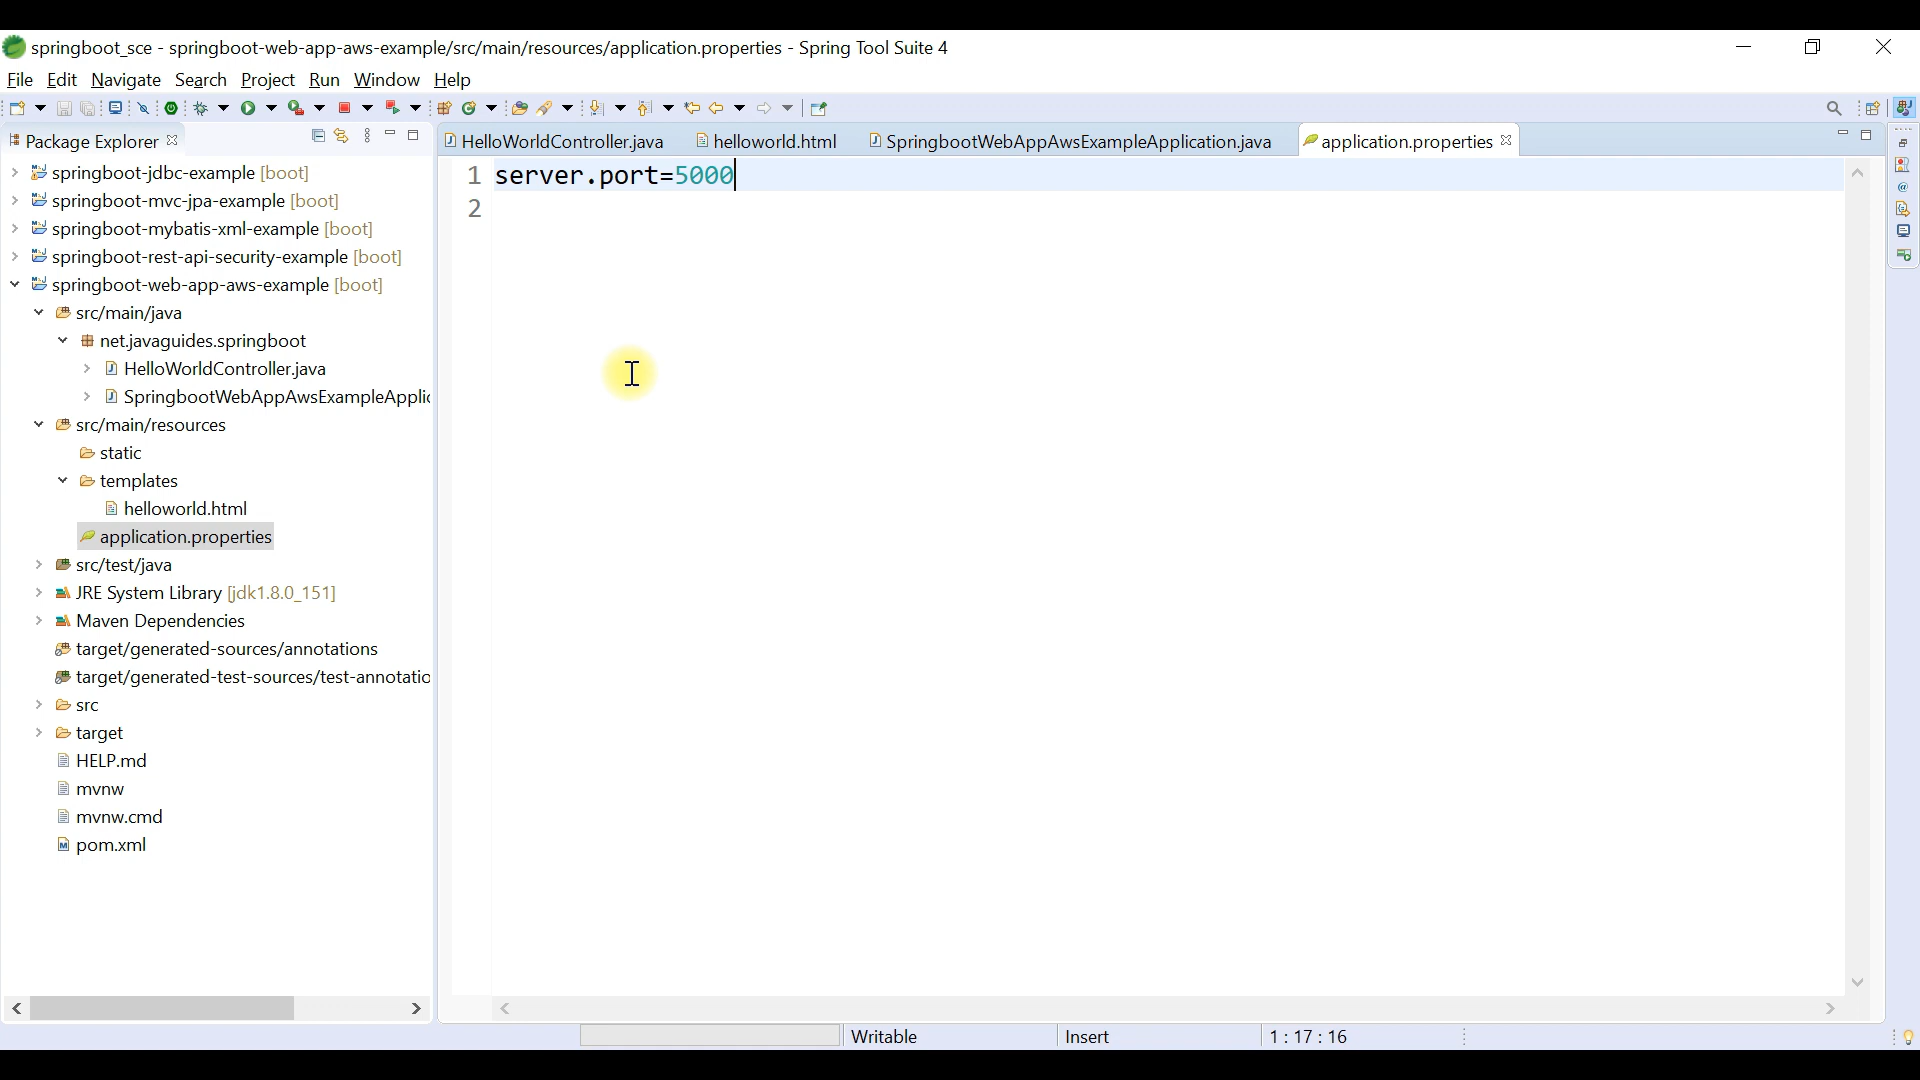 springboot_sce - springboot-web-app-aws-example/src/main/resources/application.properties - Spring Tool Suite 4
File Edit Navigate Search Project Run Window Help
Package Explorer
HelloWorldController.java helloworld.html SpringbootWebAppAwsExampleApplication.java application.properties
springboot-jdbc-example [boot]
springboot-mvc-jpa-example [boot]
springboot-mybatis-xml-example [boot]
springboot-rest-api-security-example [boot]
springboot-web-app-aws-example [boot]
src/main/java
net.javaguides.springboot
HelloWorldController.java
SpringbootWebAppAwsExampleApplic
src/main/resources
static
templates
helloworld.html
application.properties
src/test/java
JRE System Library [jdk1.8.0_151]
Maven Dependencies
target/generated-sources/annotations
target/generated-test-sources/test-annotatio
src
target
HELP.md
mvnw
mvnw.cmd
pom.xml
1 server.port=5000
2
Writable Insert 1 : 17 : 16